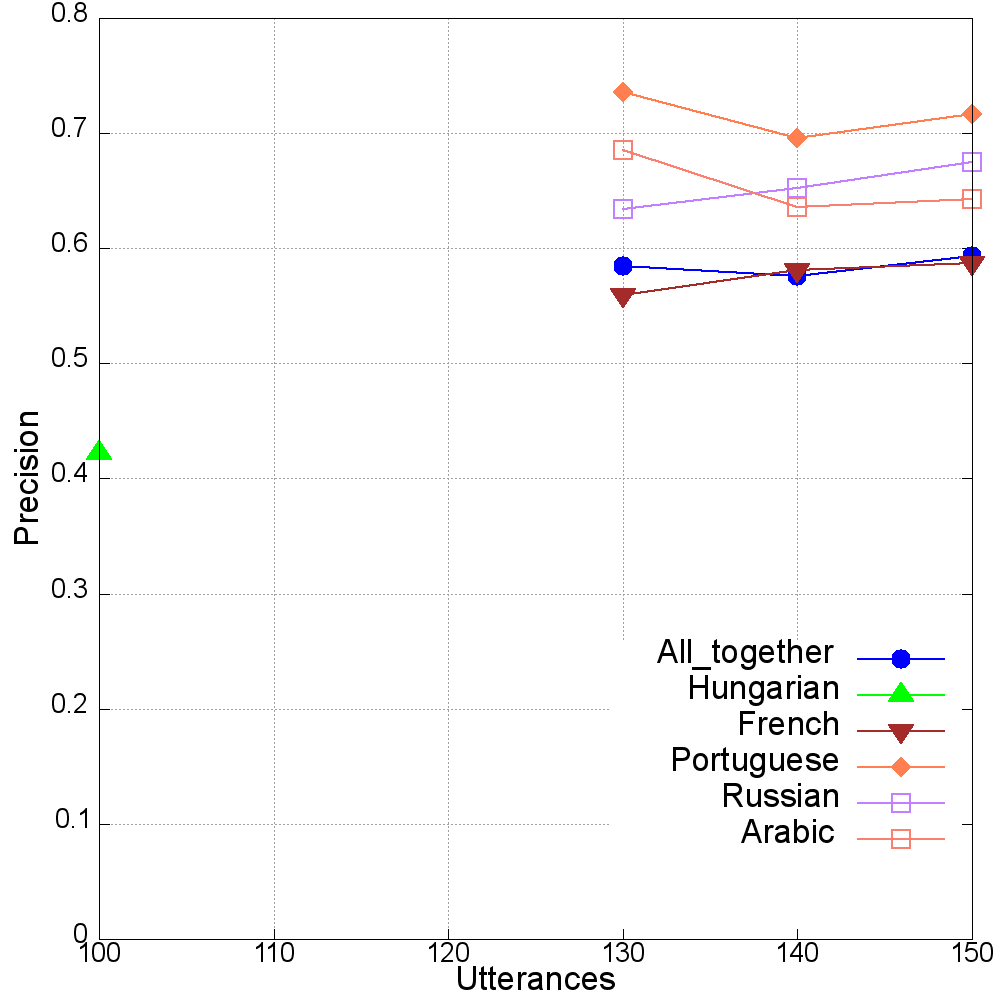 0.8
0.7
0.6
0.5
0.4
0.3
0.2
0.1
0
Precision
All_together
Hungarian
French
Portuguese
Russian
Arabic
100 110 120 130 140 150
Utterances